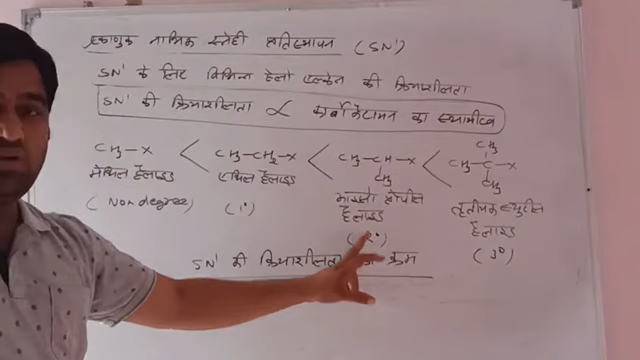 एकाणुक नाभिक स्नेही प्रतिस्थापन (SN¹)
SN¹ के लिए विभिन्न हेलो एल्केन की क्रियाशीलता
SN¹ की क्रियाशीलता ∝ कार्बोकेटायन का स्थायीत्व
CH₃-X < CH₃-CH₂-X < CH₃-CH-X < CH₃-C-X
CH₃
CH₃
CH₃
मेथिल हैलाइड
एथिल हैलाइड
आइसो प्रोपील
हैलाइड
तृतीयक ब्युटील
हैलाइड
(Non degree)
(1°)
(2°)
(3°)
SN¹ की क्रियाशीलता क्रम